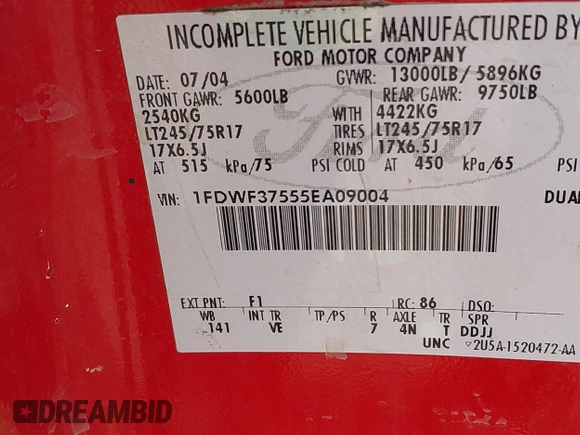 INCOMPLETE VEHICLE MANUFACTURED BY
FORD MOTOR COMPANY
DATE: 07/04 GVWR: 13000LB/ 5896KG
FRONT GAWR: 5600LB REAR GAWR: 9750LB
2540KG WITH 4422KG
LT245/75R17 TIRES LT245/75R17
17X6.5J RIMS 17X6.5J
AT 515 kPa/75 PSI COLD AT 450 kPa/65 PSI
VIN: 1FDWF37555EA09004 DUAL
EXT PNT: F1 RC: 86 DSO:
WB INT TR TP/PS R AXLE TR SPR
141 VE 7 4N T DDJJ
UNC ▽2U5A-1520472-AA
DREAMBID